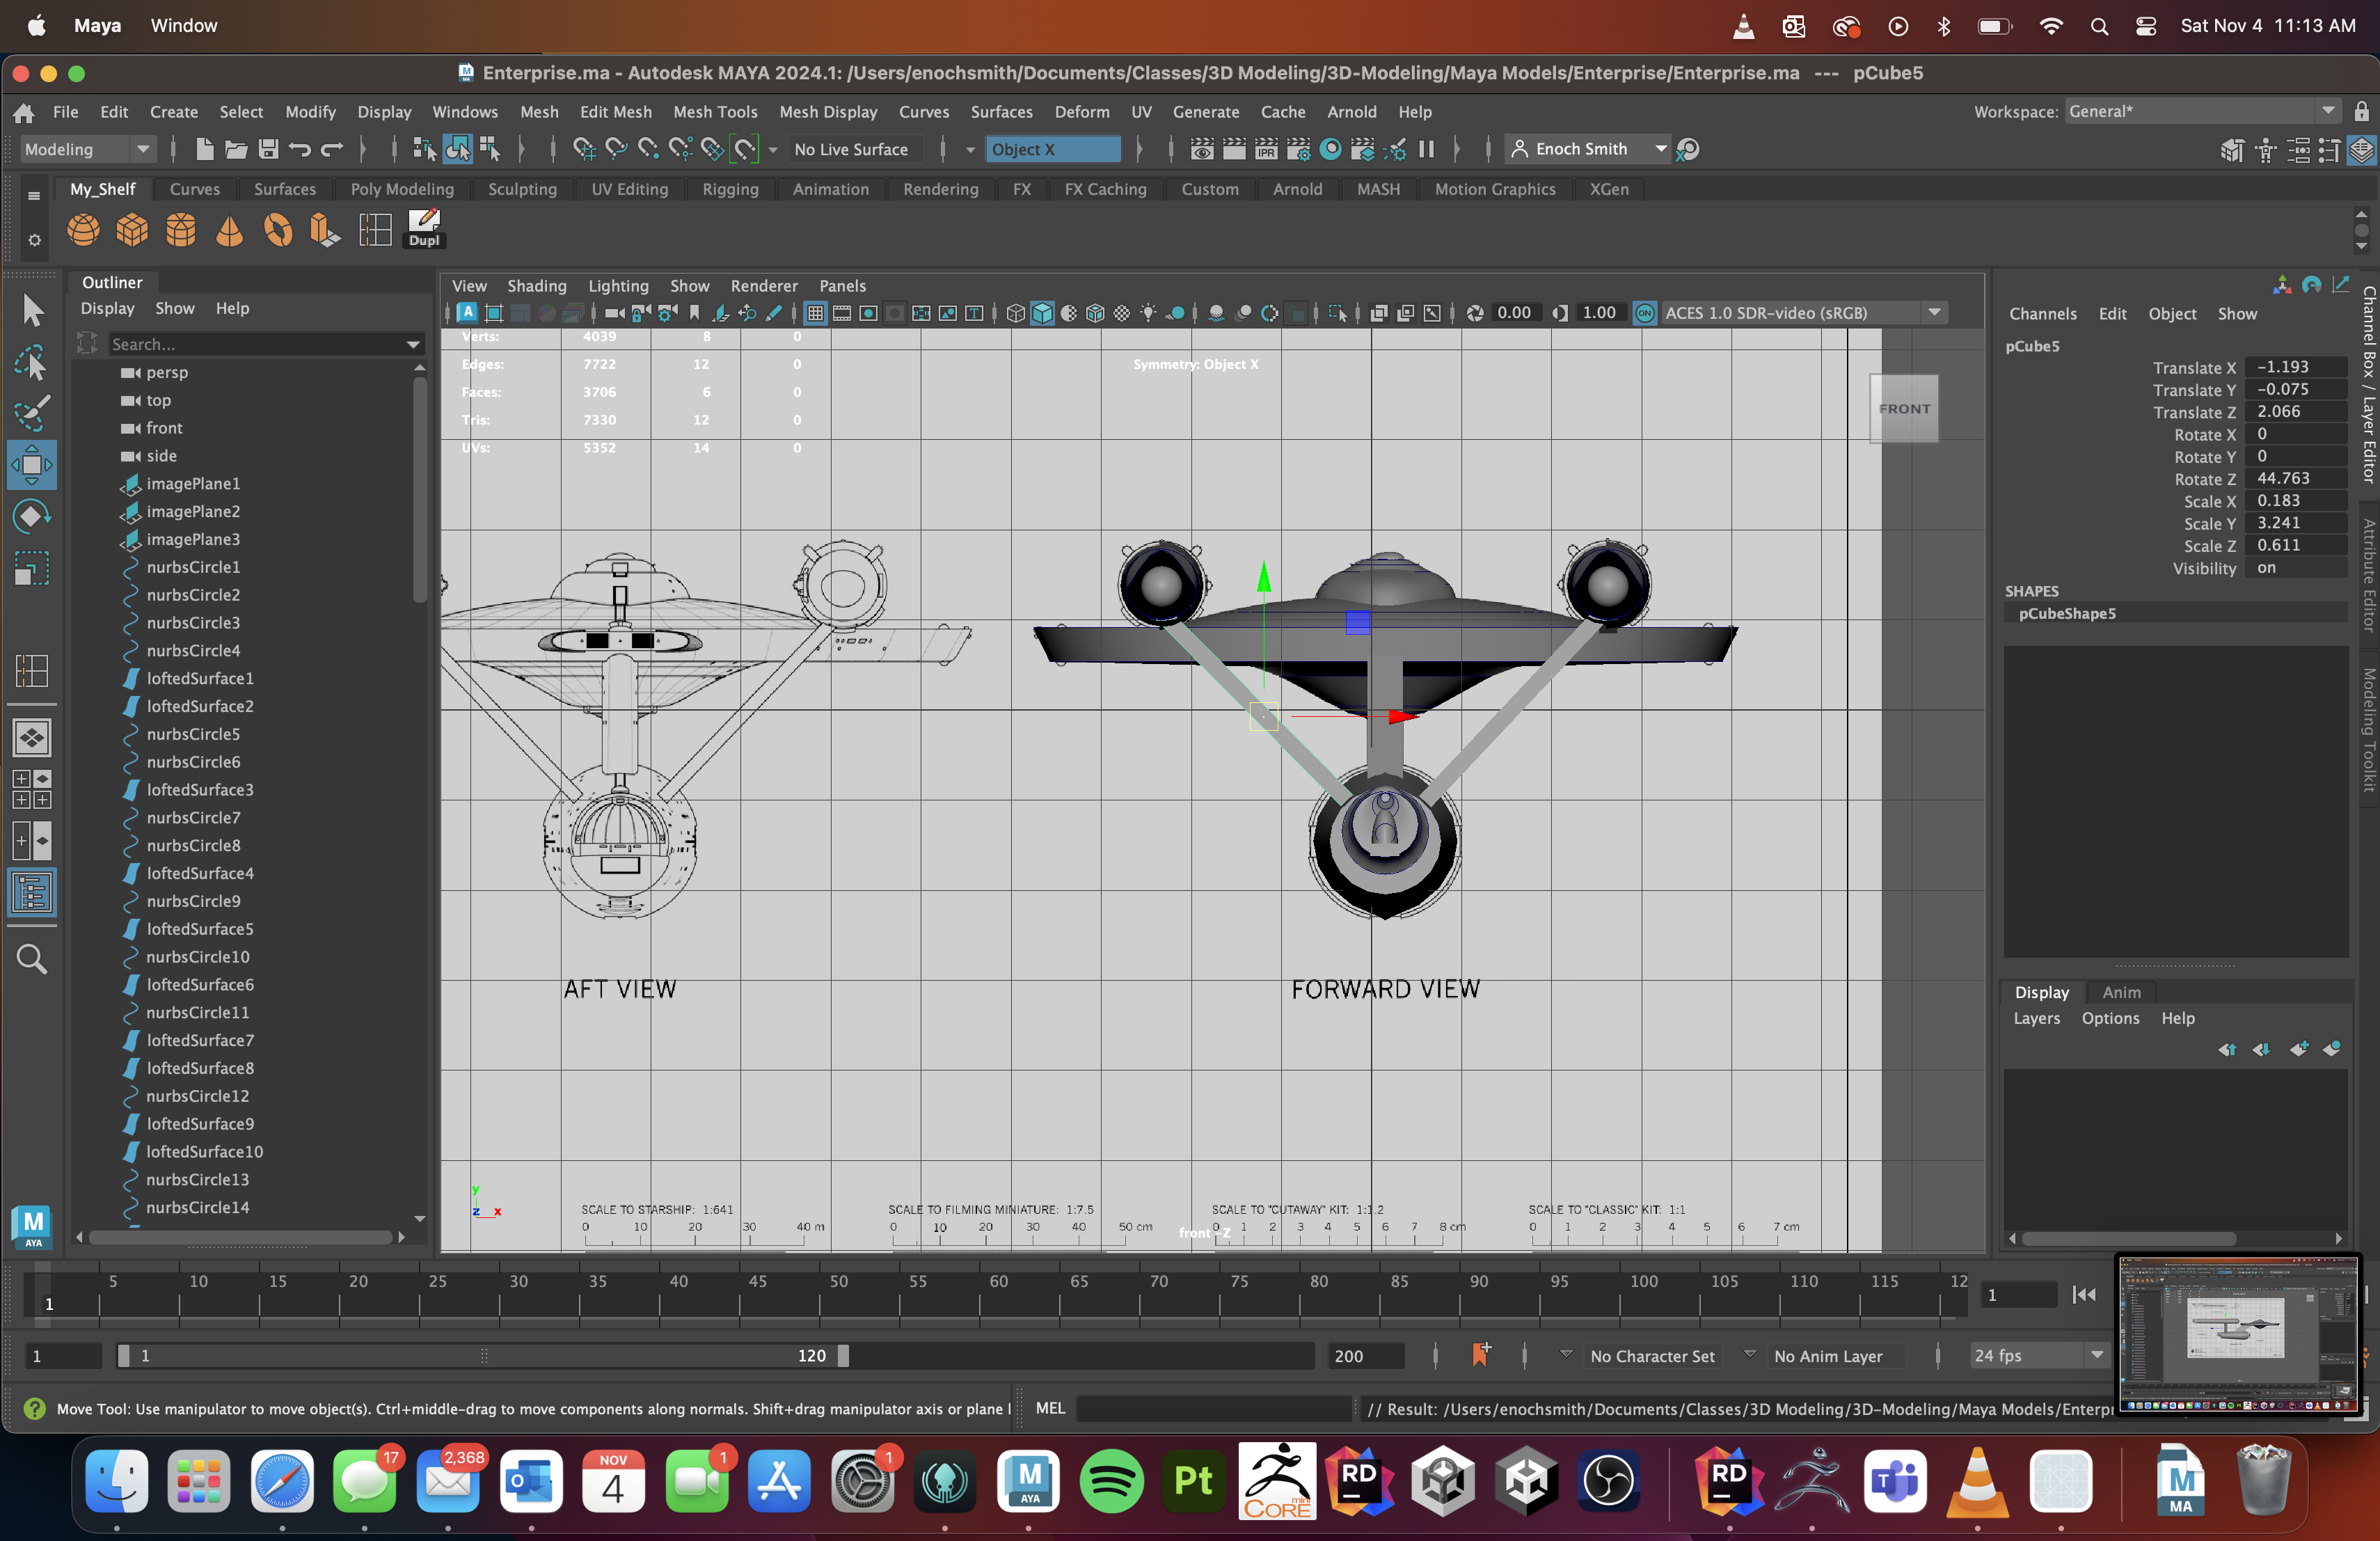 Maya Window Sat Nov 4 11:13 AM
Enterprise.ma - Autodesk MAYA 2024.1: /Users/enochsmith/Documents/Classes/3D Modeling/3D-Modeling/Maya Models/Enterprise/Enterprise.ma --- pCube5
File Edit Create Select Modify Display Windows Mesh Edit Mesh Mesh Tools Mesh Display Curves Surfaces Deform UV Generate Cache Arnold Help Workspace: General*
Modeling No Live Surface Object X IPR Enoch Smith
My_Shelf Curves Surfaces Poly Modeling Sculpting UV Editing Rigging Animation Rendering FX FX Caching Custom Arnold MASH Motion Graphics XGen
Dupl
Outliner
Display Show Help
Search...
persp
top
front
side
imagePlane1
imagePlane2
imagePlane3
nurbsCircle1
nurbsCircle2
nurbsCircle3
nurbsCircle4
loftedSurface1
loftedSurface2
nurbsCircle5
nurbsCircle6
loftedSurface3
nurbsCircle7
nurbsCircle8
loftedSurface4
nurbsCircle9
loftedSurface5
nurbsCircle10
loftedSurface6
nurbsCircle11
loftedSurface7
loftedSurface8
nurbsCircle12
loftedSurface9
loftedSurface10
nurbsCircle13
nurbsCircle14
View Shading Lighting Show Renderer Panels
A T 0.00 1.00 ON ACES 1.0 SDR-video (sRGB)
Verts: 4039 8 0
Edges: 7722 12 0
Faces: 3706 6 0
Tris: 7330 12 0
UVs: 5352 14 0
Symmetry: Object X
FRONT
AFT VIEW
FORWARD VIEW
y
z x
SCALE TO STARSHIP: 1:641
0 10 20 30 40 m
SCALE TO FILMING MINIATURE: 1:7.5
0 10 20 30 40 50 cm
SCALE TO "CUTAWAY" KIT: 1:1.2
0 1 2 3 4 5 6 7 8 cm
SCALE TO "CLASSIC" KIT: 1:1
0 1 2 3 4 5 6 7 cm
front -Z
Channels Edit Object Show
pCube5
Translate X -1.193
Translate Y -0.075
Translate Z 2.066
Rotate X 0
Rotate Y 0
Rotate Z 44.763
Scale X 0.183
Scale Y 3.241
Scale Z 0.611
Visibility on
SHAPES
pCubeShape5
Display Anim
Layers Options Help
Channel Box / Layer Editor
Attribute Editor
Modeling Toolkit
M
AYA
5 10 15 20 25 30 35 40 45 50 55 60 65 70 75 80 85 90 95 100 105 110 115 12
1
1
1 1 120 200 No Character Set No Anim Layer 24 fps
Move Tool: Use manipulator to move object(s). Ctrl+middle-drag to move components along normals. Shift+drag manipulator axis or plane
MEL
// Result: /Users/enochsmith/Documents/Classes/3D Modeling/3D-Modeling/Maya Models/Enterpr
17 2,368 NOV 4 1 1 M AYA Pt CORE mini RD RD M MA